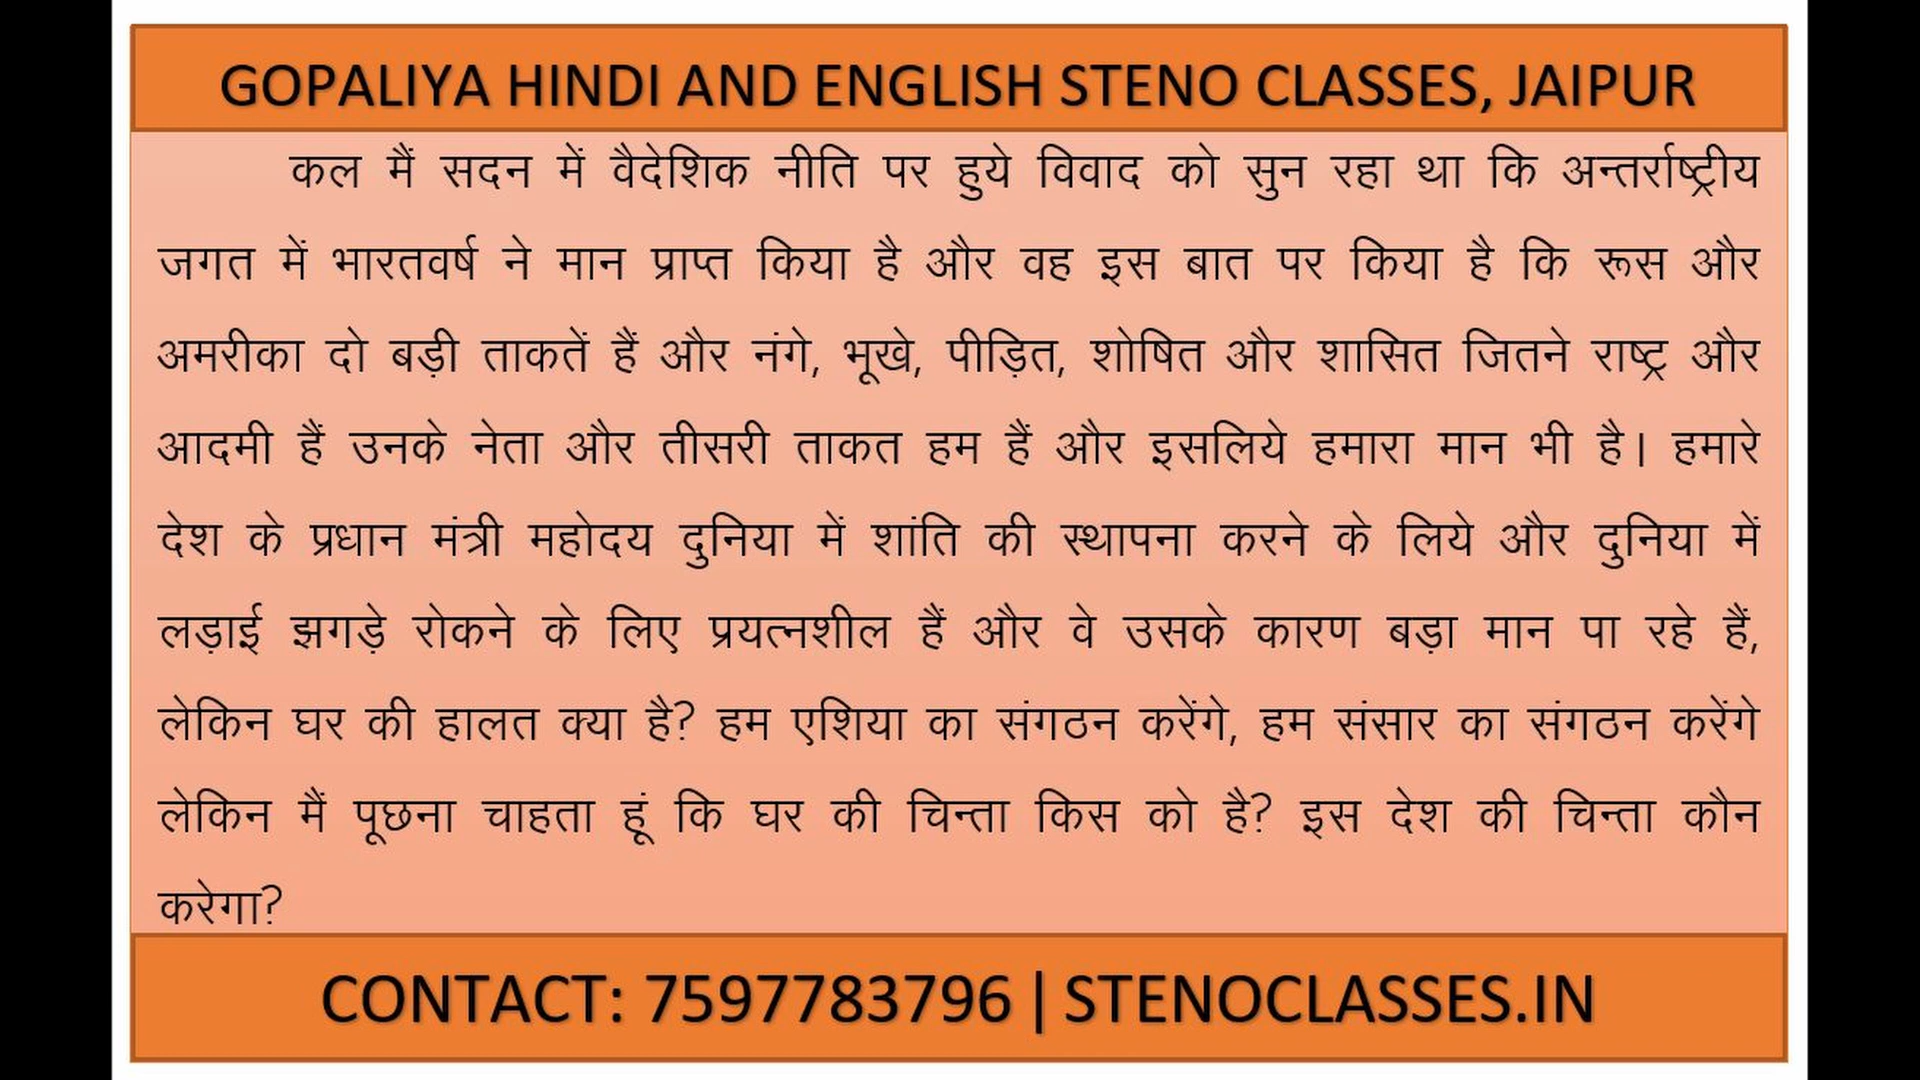 GOPALIYA HINDI AND ENGLISH STENO CLASSES, JAIPUR
कल मैं सदन में वैदेशिक नीति पर हुये विवाद को सुन रहा था कि अन्तर्राष्ट्रीय
जगत में भारतवर्ष ने मान प्राप्त किया है और वह इस बात पर किया है कि रूस और
अमरीका दो बड़ी ताकतें हैं और नंगे, भूखे, पीड़ित, शोषित और शासित जितने राष्ट्र और
आदमी हैं उनके नेता और तीसरी ताकत हम हैं और इसलिये हमारा मान भी है। हमारे
देश के प्रधान मंत्री महोदय दुनिया में शांति की स्थापना करने के लिये और दुनिया में
लड़ाई झगड़े रोकने के लिए प्रयत्नशील हैं और वे उसके कारण बड़ा मान पा रहे हैं,
लेकिन घर की हालत क्या है? हम एशिया का संगठन करेंगे, हम संसार का संगठन करेंगे
लेकिन मैं पूछना चाहता हूं कि घर की चिन्ता किस को है? इस देश की चिन्ता कौन
करेगा?
CONTACT: 7597783796 | STENOCLASSES.IN